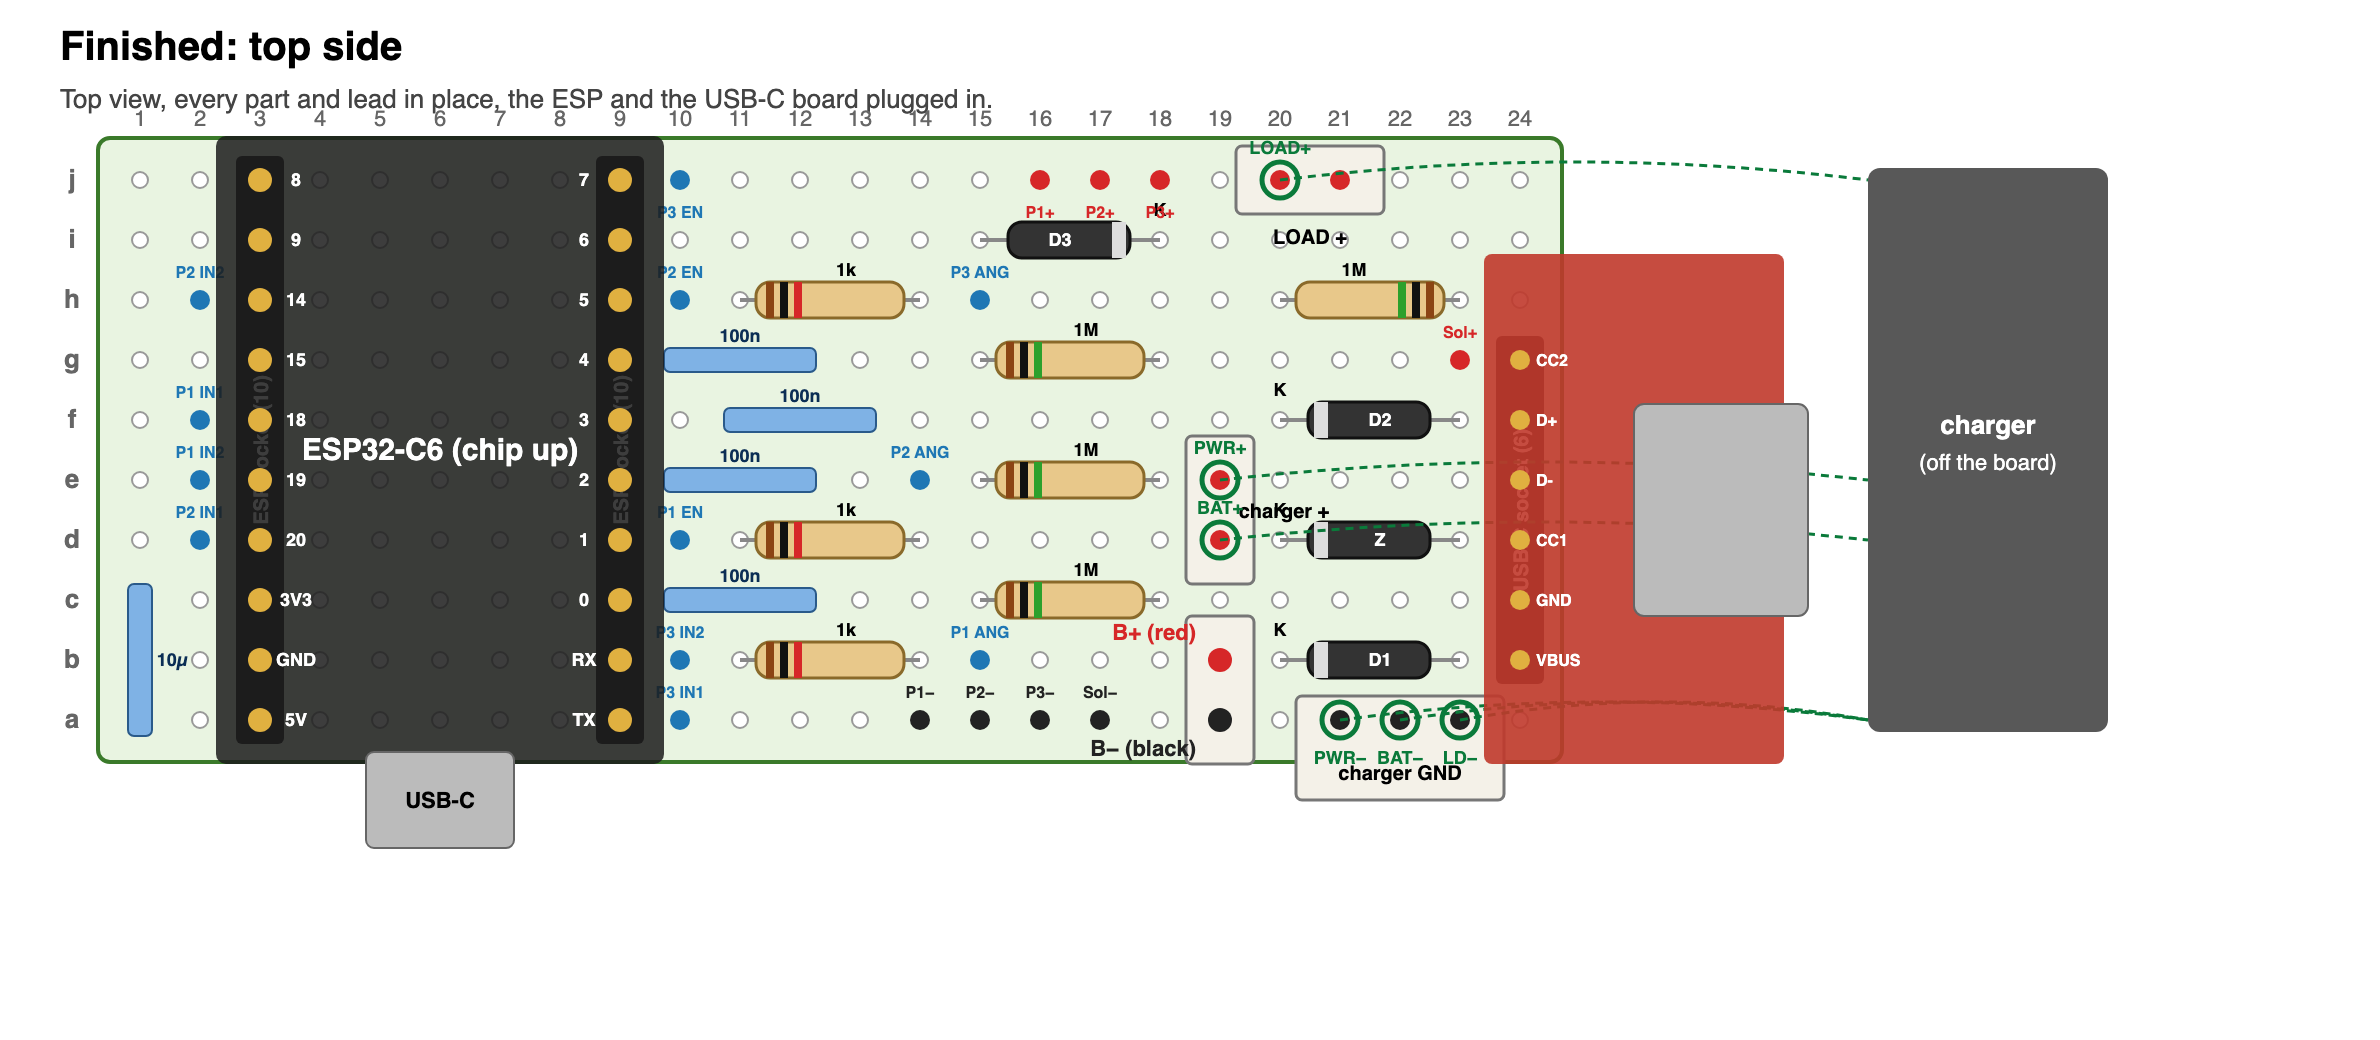 Finished: top side
Top view, every part and lead in place, the ESP and the USB-C board plugged in.
1 2 3 4 5 6 7 8 9 10 11 12 13 14 15 16 17 18 19 20 21 22 23 24
LOAD+
j 8 7
P3 EN P1+ P2+ P3+ K
i 9 6 D3 LOAD +
P2 IN2 P2 EN 1k P3 ANG 1M
h 14 5
100n 1M Sol+
g 15 4 CC2
P1 IN1 100n K
f 18 3 D2 D+
ESP32-C6 (chip up)
charger
(off the board)
P1 IN2 100n P2 ANG 1M PWR+
e 19 2 D-
P2 IN1 P1 EN 1k BAT+ charger + K
d 20 1 Z CC1
100n 1M
c 3V3 0 GND
P3 IN2 1k P1 ANG B+ (red) K
b 10µ GND RX D1 VBUS
P3 IN1 P1– P2– P3– Sol–
a 5V TX
B– (black) PWR– BAT– LD–
charger GND
USB-C